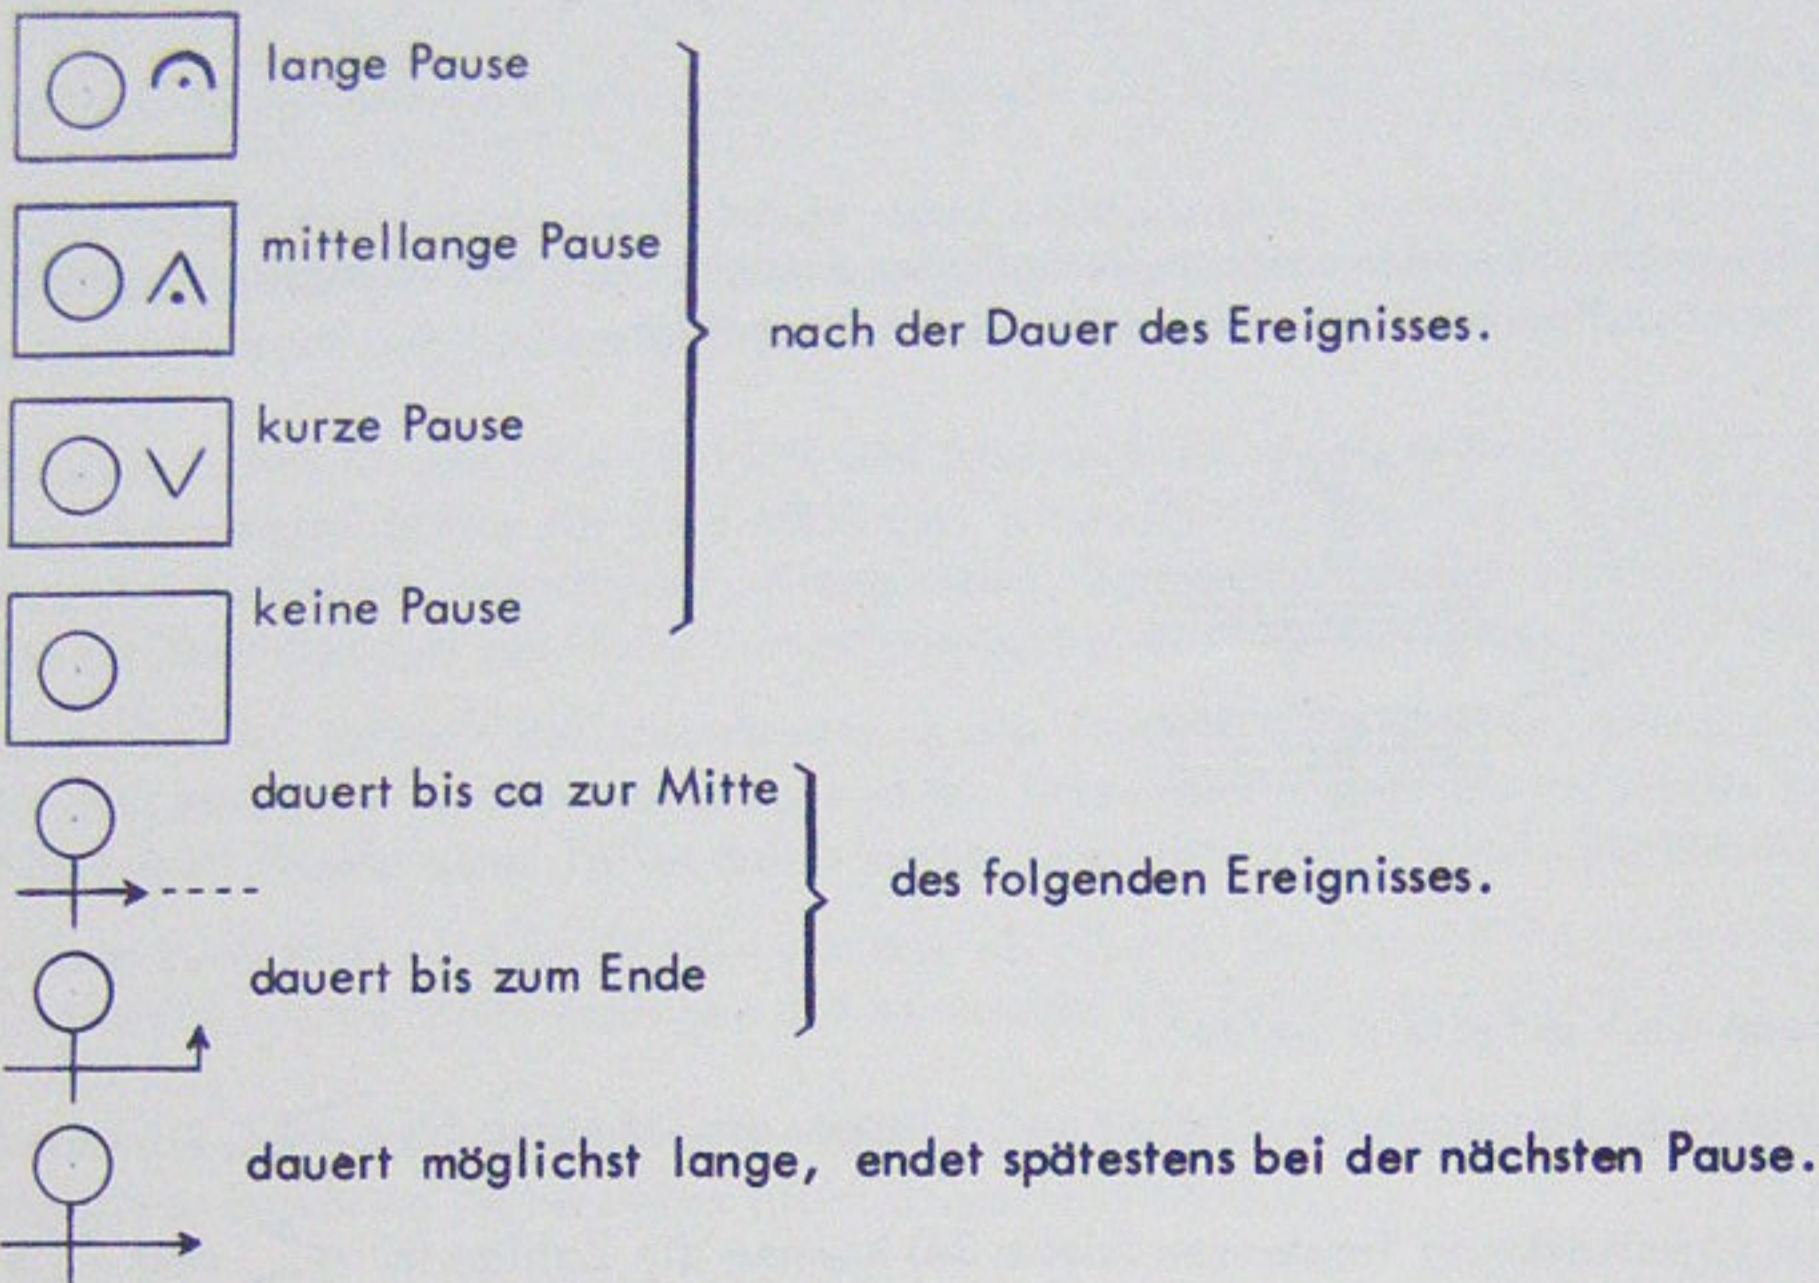 lange Pause
mittellange Pause
nach der Dauer des Ereignisses.
kurze Pause
keine Pause
dauert bis ca zur Mitte
des folgenden Ereignisses.
dauert bis zum Ende
dauert möglichst lange, endet spätestens bei der nächsten Pause.